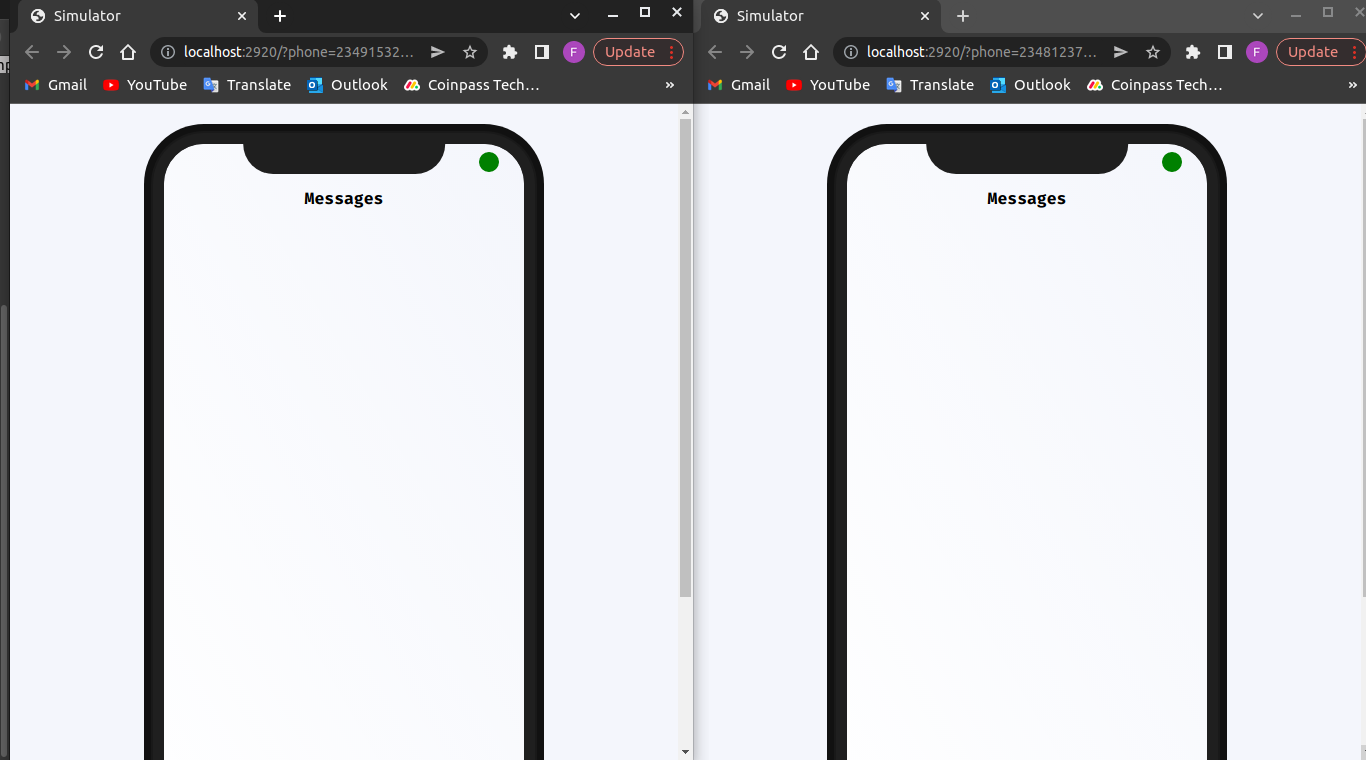 Simulator
localhost:2920/?phone=23491532...
F
Update
Gmail
YouTube
Translate
Outlook
Coinpass Tech...
»
Messages
Simulator
localhost:2920/?phone=23481237...
F
Update
Gmail
YouTube
Translate
Outlook
Coinpass Tech...
»
Messages